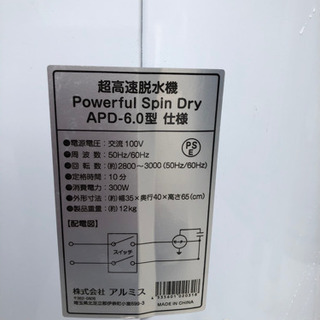 超高速脱水機
Powerful Spin Dry
APD-6.0型 仕様
●電源電圧：交流100V
●周波数：50Hz/60Hz
●回転数：(約)2800〜3000(50Hz/60Hz)
●定格時間：10分
●消費電力：300W
●外形寸法：(約)幅35×奥行40×高さ65(cm)
●製品重量：(約)12kg
PS
E
【配電図】
スイッチ
株式会社 アルミス
MADE IN CHINA